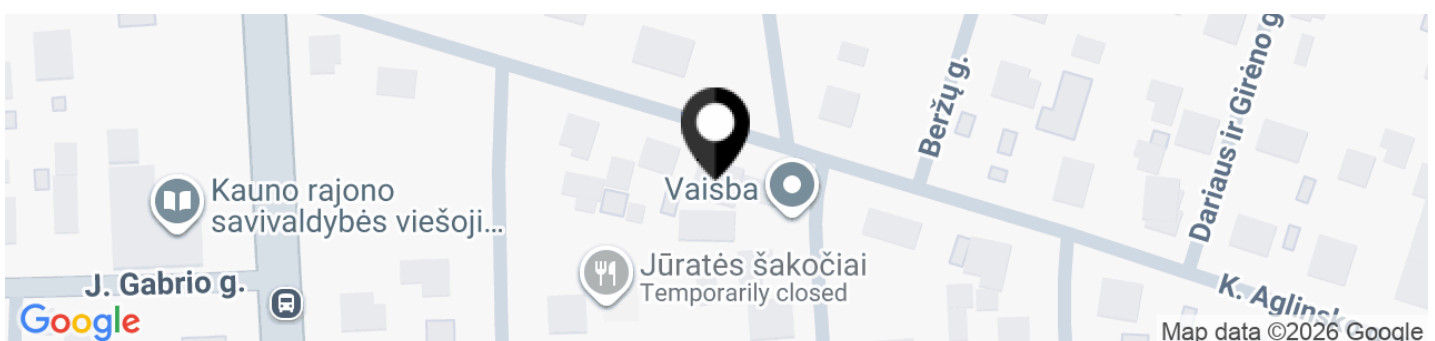 Beržų g.
Dariaus ir Girėno g
Kauno rajono
savivaldybės viešoji...
Vaisba
J. Gabrio g.
Jūratės šakočiai
Temporarily closed
K. Aglinsk
Google
Map data ©2026 Google